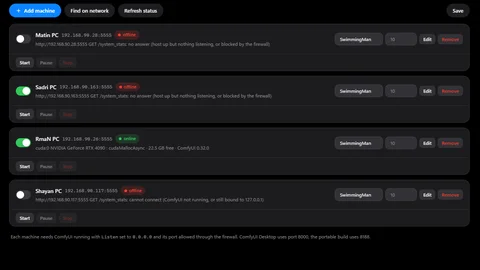 + Add machine
Find on network
Refresh status
Save
Matin PC 192.168.90.28:5555 offline
http://192.168.90.28:5555 GET /system_stats: no answer (host up but nothing listening, or blocked by the firewall)
SwimmingMan
10
Edit
Remove
Start
Pause
Stop
Sadri PC 192.168.90.163:5555 offline
http://192.168.90.163:5555 GET /system_stats: no answer (host up but nothing listening, or blocked by the firewall)
SwimmingMan
10
Edit
Remove
Start
Pause
Stop
RmaN PC 192.168.90.26:5555 online
cuda:0 NVIDIA GeForce RTX 4090 : cudaMallocAsync · 22.5 GB free · ComfyUI 0.32.0
SwimmingMan
10
Edit
Remove
Start
Pause
Stop
Shayan PC 192.168.90.117:5555 offline
http://192.168.90.117:5555 GET /system_stats: cannot connect (ComfyUI not running, or still bound to 127.0.0.1)
SwimmingMan
10
Edit
Remove
Start
Pause
Stop
Each machine needs ComfyUI running with Listen set to 0.0.0.0 and its port allowed through the firewall. ComfyUI Desktop uses port 8000, the portable build uses 8188.